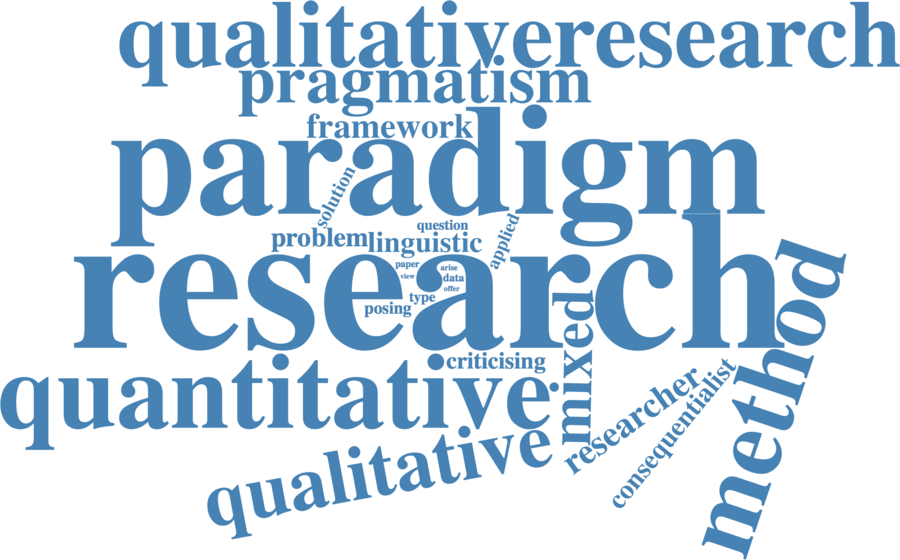 qualitativeresearch
pragmatism
framework
paradigm
solution
question
applied
problem
linguistic
paper
arise
view
data
offer
type
posing
research
criticising
mixed
method
quantitative
researcher
consequentialist
qualitative